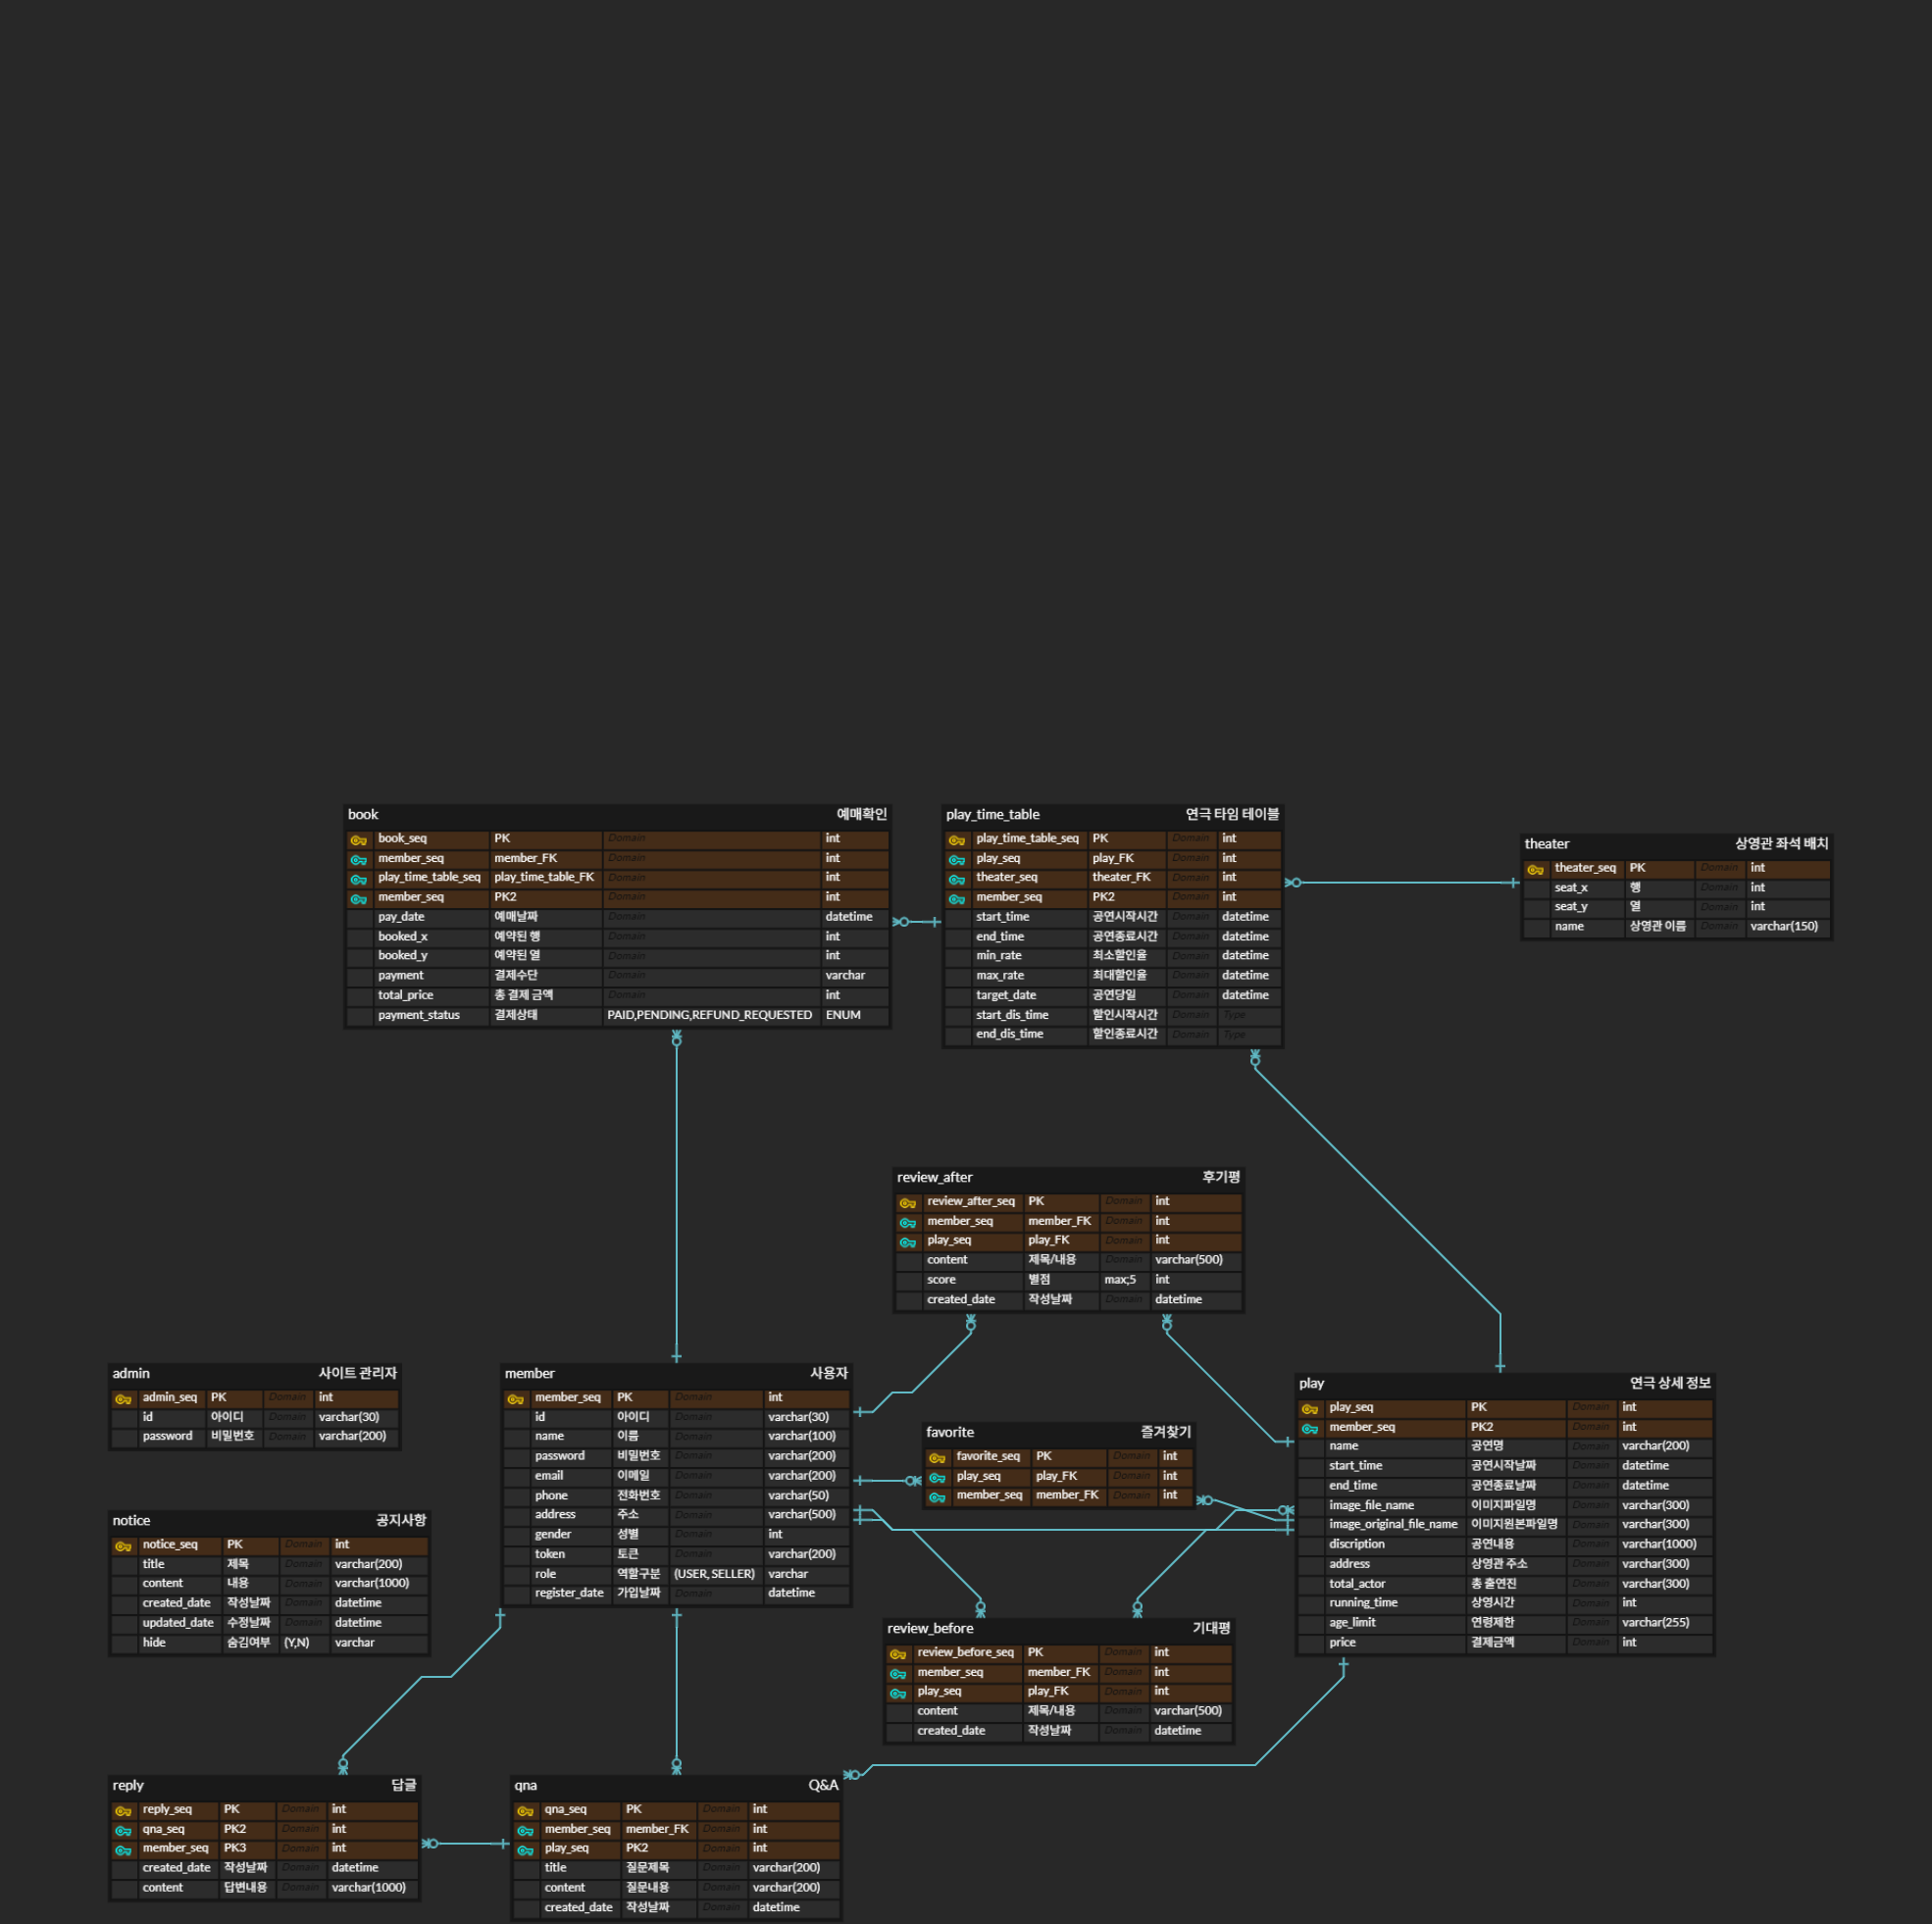 book 예매확인
book_seq PK Domain int
member_seq member_FK Domain int
play_time_table_seq play_time_table_FK Domain int
member_seq PK2 Domain int
pay_date 예매날짜 Domain datetime
booked_x 예약된 행 Domain int
booked_y 예약된 열 Domain int
payment 결제수단 Domain varchar
total_price 총 결제 금액 Domain int
payment_status 결제상태 PAID,PENDING,REFUND_REQUESTED ENUM
play_time_table 연극 타임 테이블
play_time_table_seq PK Domain int
play_seq play_FK Domain int
theater_seq theater_FK Domain int
member_seq PK2 Domain int
start_time 공연시작시간 Domain datetime
end_time 공연종료시간 Domain datetime
min_rate 최소할인율 Domain datetime
max_rate 최대할인율 Domain datetime
target_date 공연당일 Domain datetime
start_dis_time 할인시작시간 Domain Type
end_dis_time 할인종료시간 Domain Type
theater 상영관 좌석 배치
theater_seq PK Domain int
seat_x 행 Domain int
seat_y 열 Domain int
name 상영관 이름 Domain varchar(150)
review_after 후기평
review_after_seq PK Domain int
member_seq member_FK Domain int
play_seq play_FK Domain int
content 제목/내용 Domain varchar(500)
score 별점 max;5 int
created_date 작성날짜 Domain datetime
admin 사이트 관리자
admin_seq PK Domain int
id 아이디 Domain varchar(30)
password 비밀번호 Domain varchar(200)
member 사용자
member_seq PK Domain int
id 아이디 Domain varchar(30)
name 이름 Domain varchar(100)
password 비밀번호 Domain varchar(200)
email 이메일 Domain varchar(200)
phone 전화번호 Domain varchar(50)
address 주소 Domain varchar(500)
gender 성별 Domain int
token 토큰 Domain varchar(200)
role 역할구분 (USER, SELLER) varchar
register_date 가입날짜 Domain datetime
favorite 즐겨찾기
favorite_seq PK Domain int
play_seq play_FK Domain int
member_seq member_FK Domain int
play 연극 상세 정보
play_seq PK Domain int
member_seq PK2 Domain int
name 공연명 Domain varchar(200)
start_time 공연시작날짜 Domain datetime
end_time 공연종료날짜 Domain datetime
image_file_name 이미지파일명 Domain varchar(300)
image_original_file_name 이미지원본파일명 Domain varchar(300)
discription 공연내용 Domain varchar(1000)
address 상영관 주소 Domain varchar(300)
total_actor 총 출연진 Domain varchar(300)
running_time 상영시간 Domain int
age_limit 연령제한 Domain varchar(255)
price 결제금액 Domain int
notice 공지사항
notice_seq PK Domain int
title 제목 Domain varchar(200)
content 내용 Domain varchar(1000)
created_date 작성날짜 Domain datetime
updated_date 수정날짜 Domain datetime
hide 숨김여부 (Y,N) varchar
review_before 기대평
review_before_seq PK Domain int
member_seq member_FK Domain int
play_seq play_FK Domain int
content 제목/내용 Domain varchar(500)
created_date 작성날짜 Domain datetime
reply 답글
reply_seq PK Domain int
qna_seq PK2 Domain int
member_seq PK3 Domain int
created_date 작성날짜 Domain datetime
content 답변내용 Domain varchar(1000)
qna Q&A
qna_seq PK Domain int
member_seq member_FK Domain int
play_seq PK2 Domain int
title 질문제목 Domain varchar(200)
content 질문내용 Domain varchar(200)
created_date 작성날짜 Domain datetime